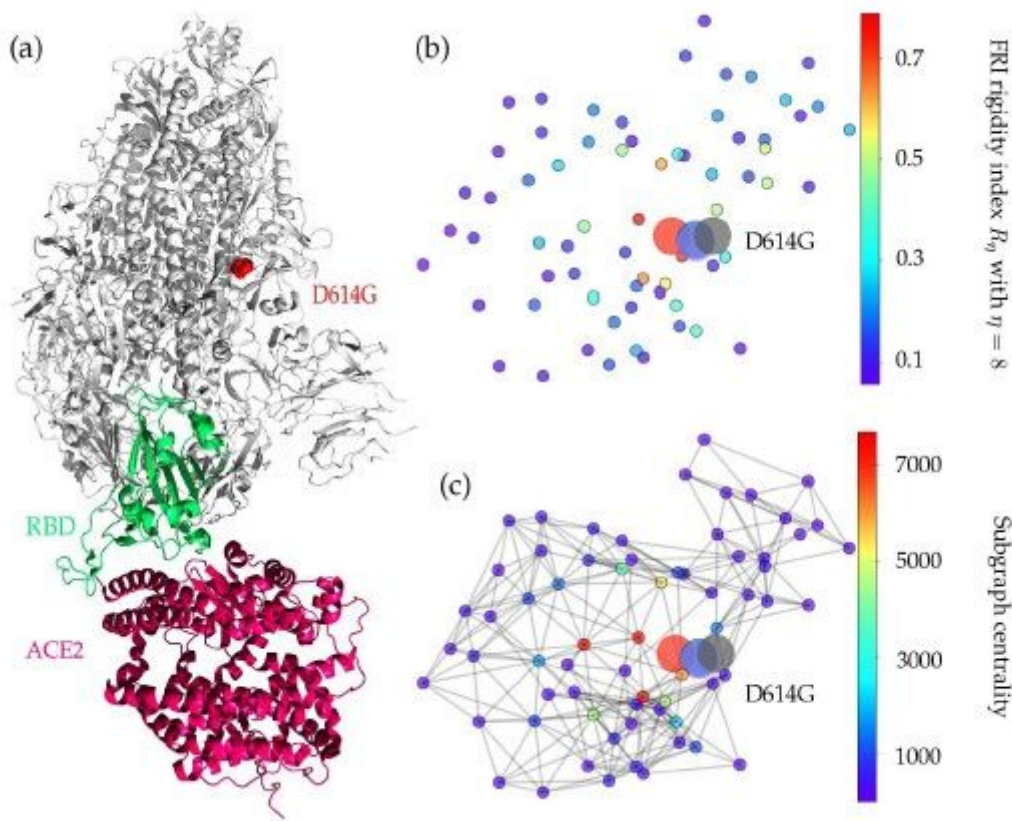 (a)
D614G
RBD
ACE2
(b)
D614G
0.7
0.5
0.3
0.1
FRI rigidity index Rη with η = 8
(c)
D614G
7000
5000
3000
1000
Subgraph centrality